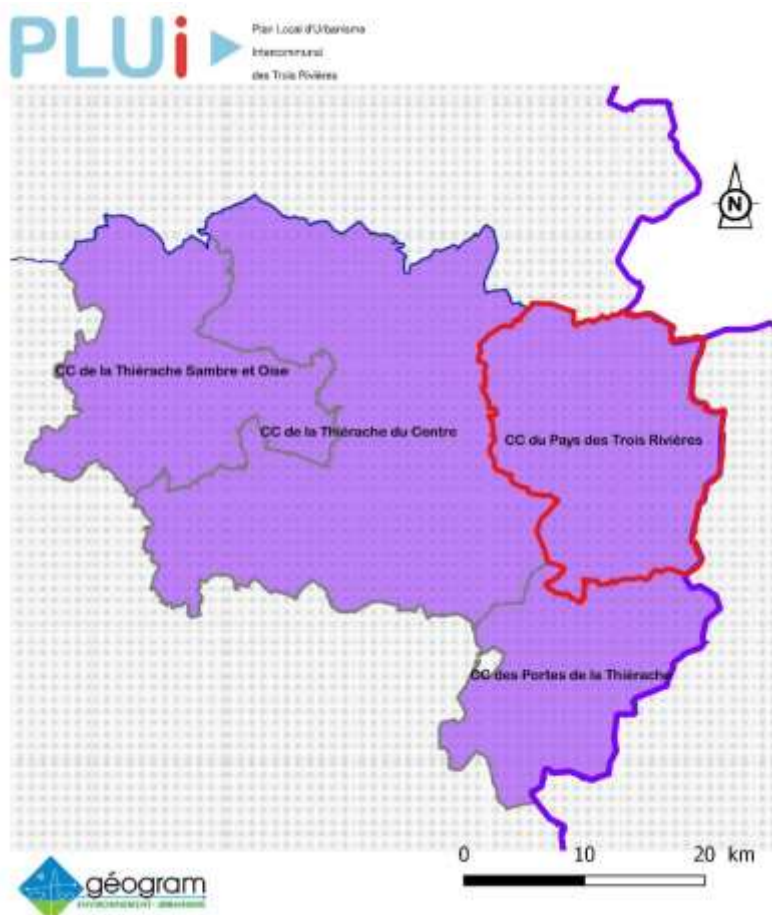 PLUi
Plan Local d'Urbanisme
Intercommunal
des Trois Rivières
N
CC de la Thiérache Sambre et Oise
CC de la Thiérache du Centre
CC du Pays des Trois Rivières
CC des Portes de la Thiérache
0 10 20 km
géogram
ENVIRONNEMENT - URBANISME